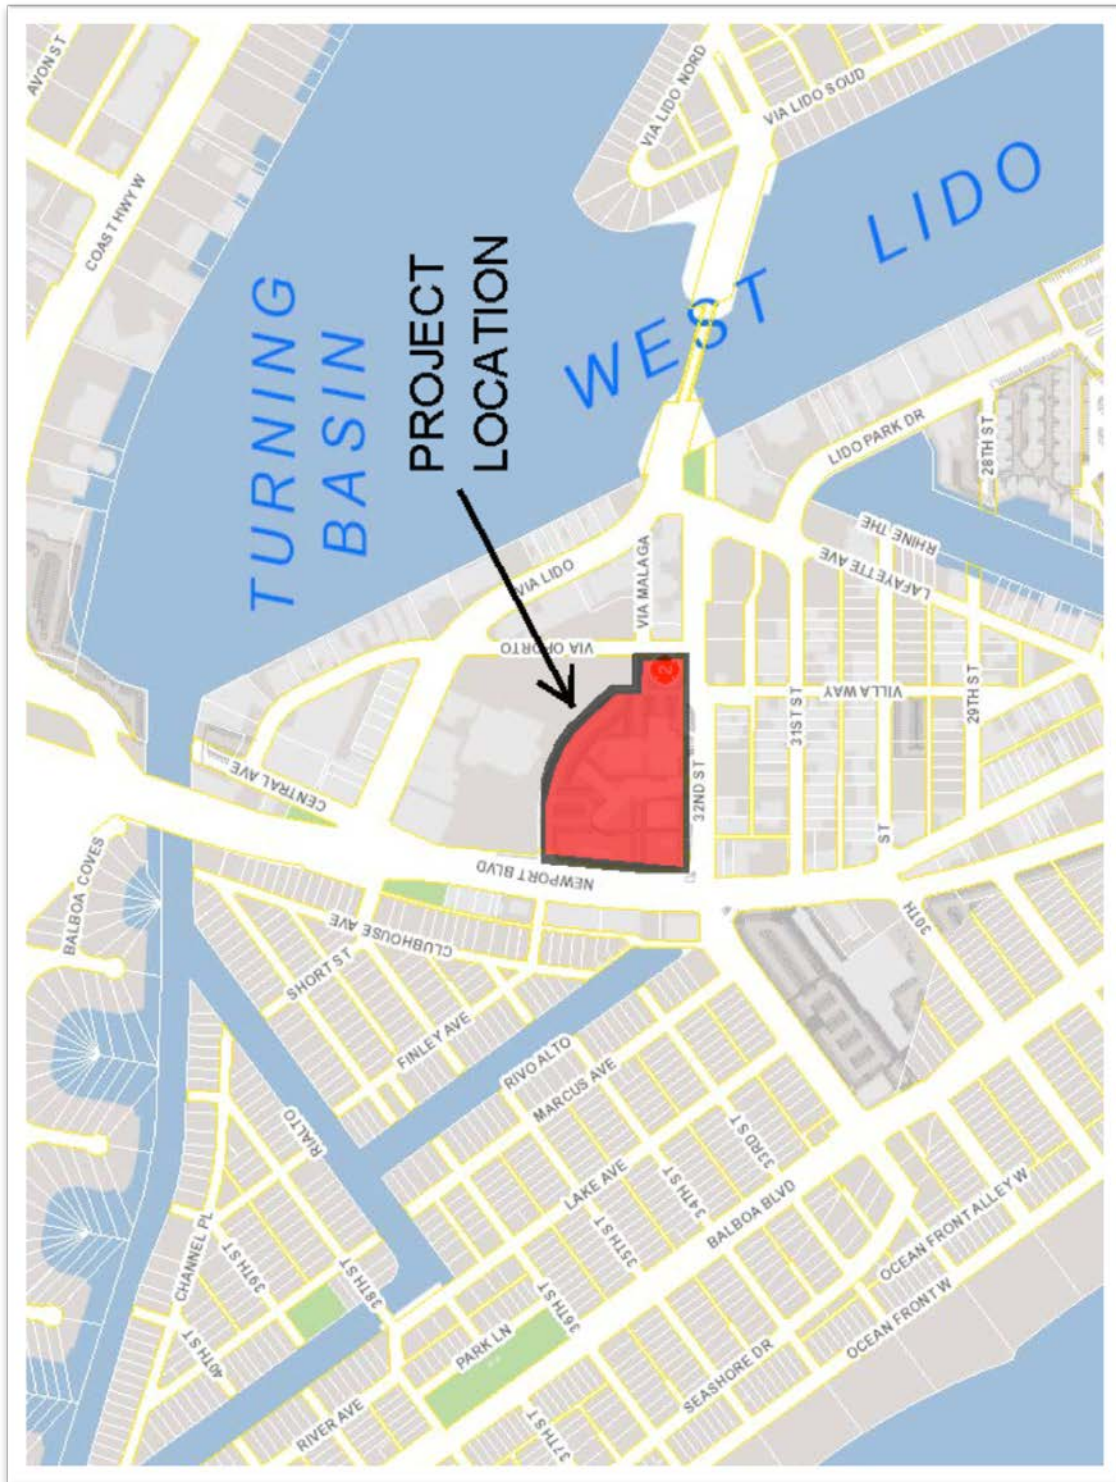 AVON ST
COAST HWY W
TURNING
BASIN
PROJECT
LOCATION
WEST LIDO
VIA LIDO NORD
VIA LIDO SOUD
BALBOA COVES
CENTRAL AVE
NEWPORT BLVD
VIA LIDO
VIA OPORTO
VIA MALAGA
2
32ND ST
LIDO PARK DR
28TH ST
RHINE THE
LAFAYETTE AVE
31ST ST
VILLA WAY
29TH ST
30TH
ST
CLUBHOUSE AVE
SHORT ST
FINLEY AVE
RIVO ALTO
MARCUS AVE
RIALTO
CHANNEL PL
39TH ST
40TH ST
38TH ST
LAKE AVE
33RD ST
34TH ST
35TH ST
36TH ST
37TH ST
BALBOA BLVD
PARK LN
RIVER AVE
SEASHORE DR
OCEAN FRONT ALLEY W
OCEAN FRONT W